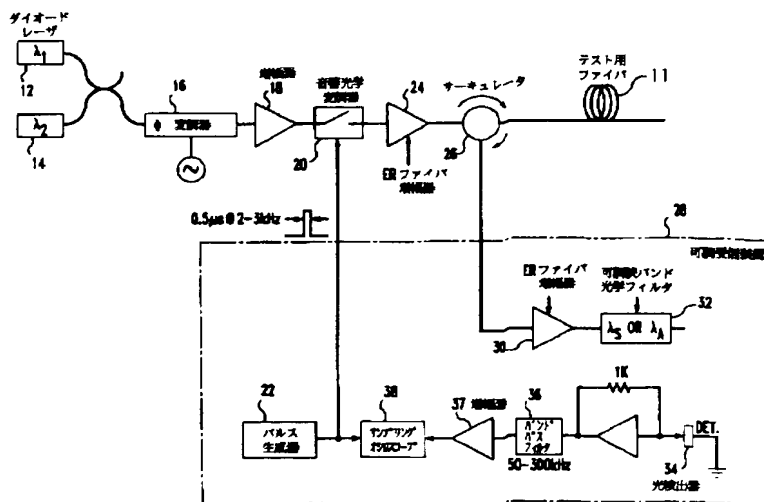 ダイオード
レーザ
λ1
12
λ2
14
16
Φ 変調器
増幅器
18
音響光学
変調器
20
24
ERファイバ
増幅器
サーキュレータ
26
テスト用
ファイバ
11
0.5μs@2-3kHz
28
可調受信装置
ERファイバ
増幅器
30
可調狭バンド
光学フィルタ
λS OR λA
32
1K
22
パルス
生成器
38
サンプリング
オシロスコープ
37 増幅器
36
バンド
パス
フィルタ
50-300kHz
DET.
34
光検出器